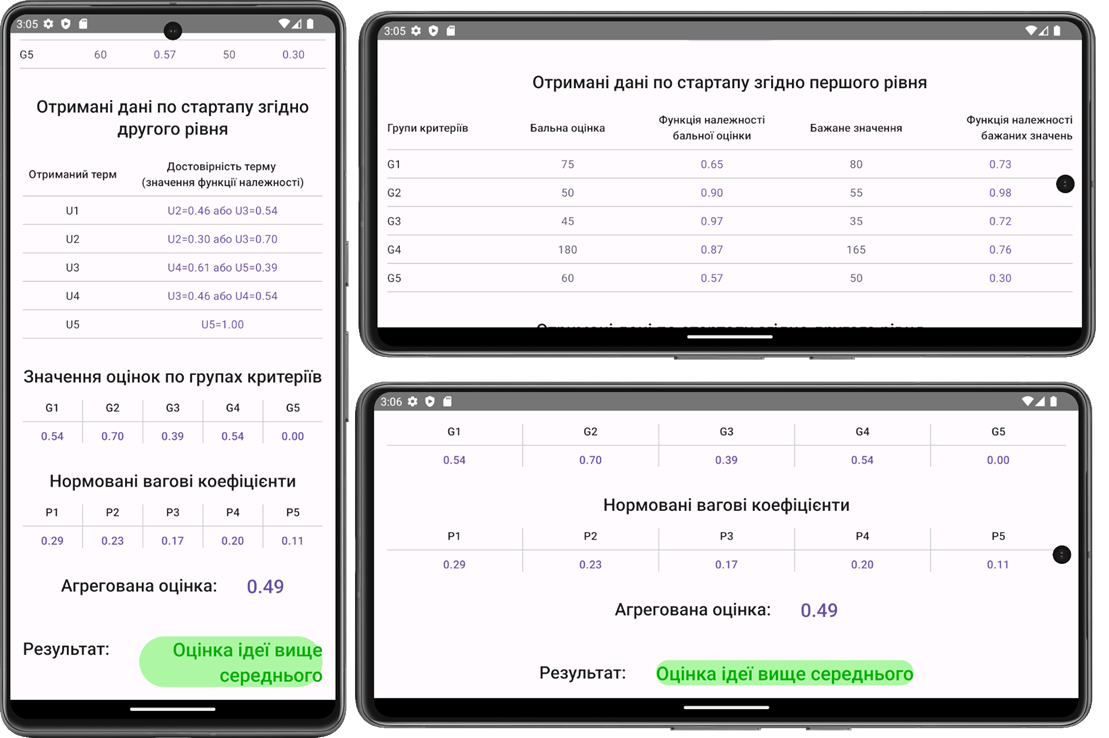 3:05
G5 60 0.57 50 0.30
Отримані дані по стартапу згідно
другого рівня
Отриманий терм Достовірність терму
(значення функції належності)
U1 U2=0.46 або U3=0.54
U2 U2=0.30 або U3=0.70
U3 U4=0.61 або U5=0.39
U4 U3=0.46 або U4=0.54
U5 U5=1.00
Значення оцінок по групах критеріїв
G1 G2 G3 G4 G5
0.54 0.70 0.39 0.54 0.00
Нормовані вагові коефіцієнти
P1 P2 P3 P4 P5
0.29 0.23 0.17 0.20 0.11
Агрегована оцінка: 0.49
Результат: Оцінка ідеї вище
середнього
3:05
Отримані дані по стартапу згідно першого рівня
Групи критеріїв Бальна оцінка Функція належності
бальної оцінки Бажане значення Функція належності
бажаних значень
G1 75 0.65 80 0.73
G2 50 0.90 55 0.98
G3 45 0.97 35 0.72
G4 180 0.87 165 0.76
G5 60 0.57 50 0.30
Отримані дані по стартапу згідно другого рівня
3:06
G1 G2 G3 G4 G5
0.54 0.70 0.39 0.54 0.00
Нормовані вагові коефіцієнти
P1 P2 P3 P4 P5
0.29 0.23 0.17 0.20 0.11
Агрегована оцінка: 0.49
Результат: Оцінка ідеї вище середнього